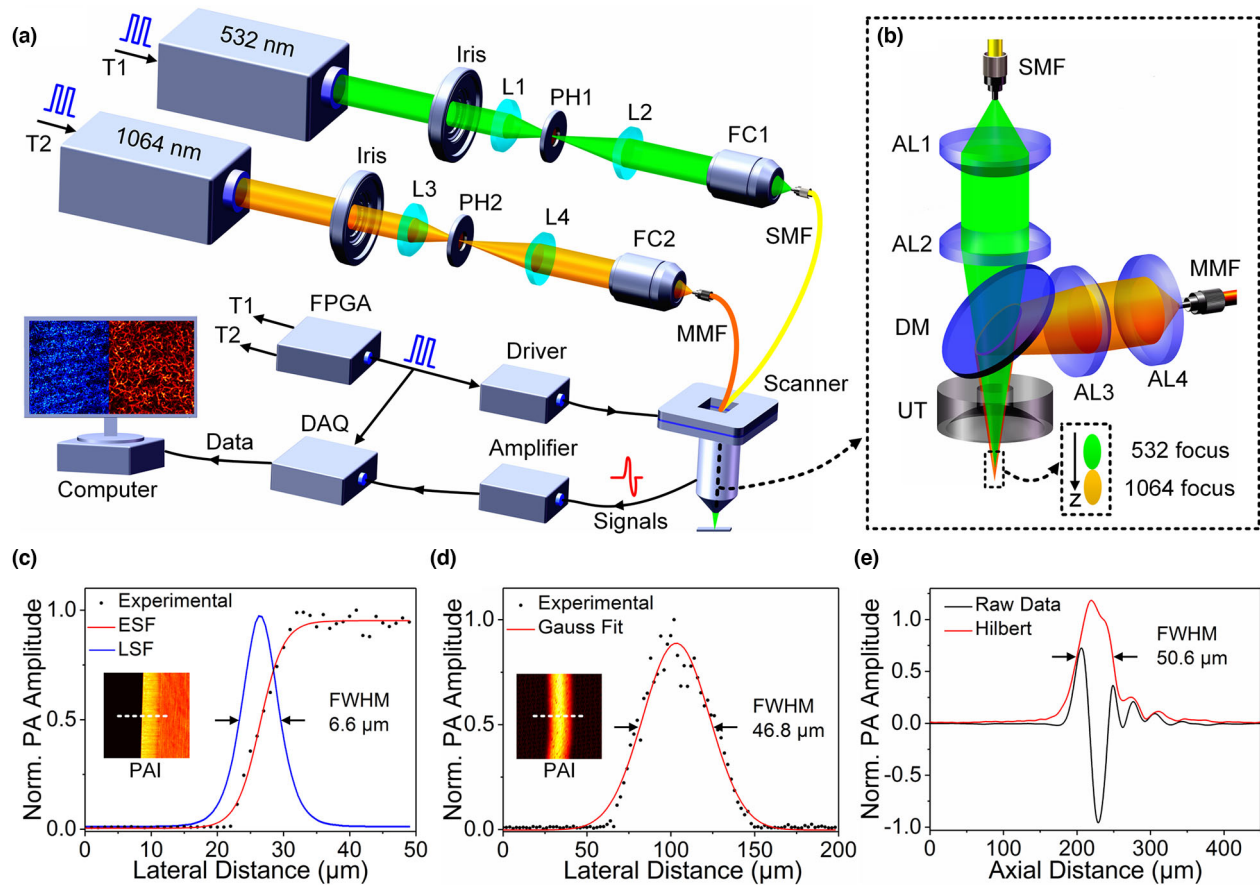 (a)
532 nm
T1
Iris
L1
PH1
L2
FC1
1064 nm
T2
Iris
L3
PH2
L4
FC2
SMF
MMF
T1
T2
FPGA
Driver
Scanner
DAQ
Data
Amplifier
Computer
Signals
(b)
SMF
AL1
AL2
MMF
DM
AL3
AL4
UT
532 focus
1064 focus
Z
(c)
Norm. PA Amplitude
1.0
0.5
0.0
Experimental
ESF
LSF
FWHM
6.6 μm
PAI
0 10 20 30 40 50
Lateral Distance (μm)
(d)
Norm. PA Amplitude
1.0
0.5
0.0
Experimental
Gauss Fit
FWHM
46.8 μm
PAI
0 50 100 150 200
Lateral Distance (μm)
(e)
Norm. PA Amplitude
1.0
0.5
0.0
-0.5
-1.0
Raw Data
Hilbert
FWHM
50.6 μm
0 100 200 300 400
Axial Distance (μm)